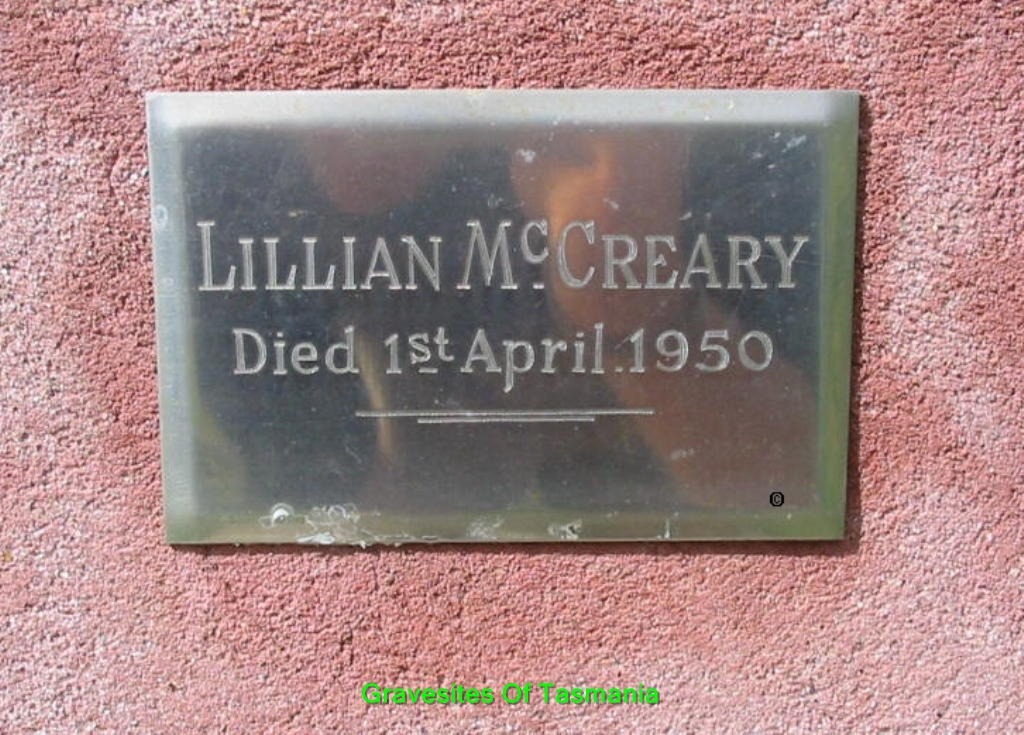 LILLIAN McCREARY
Died 1st April.1950
©
Gravesites Of Tasmania